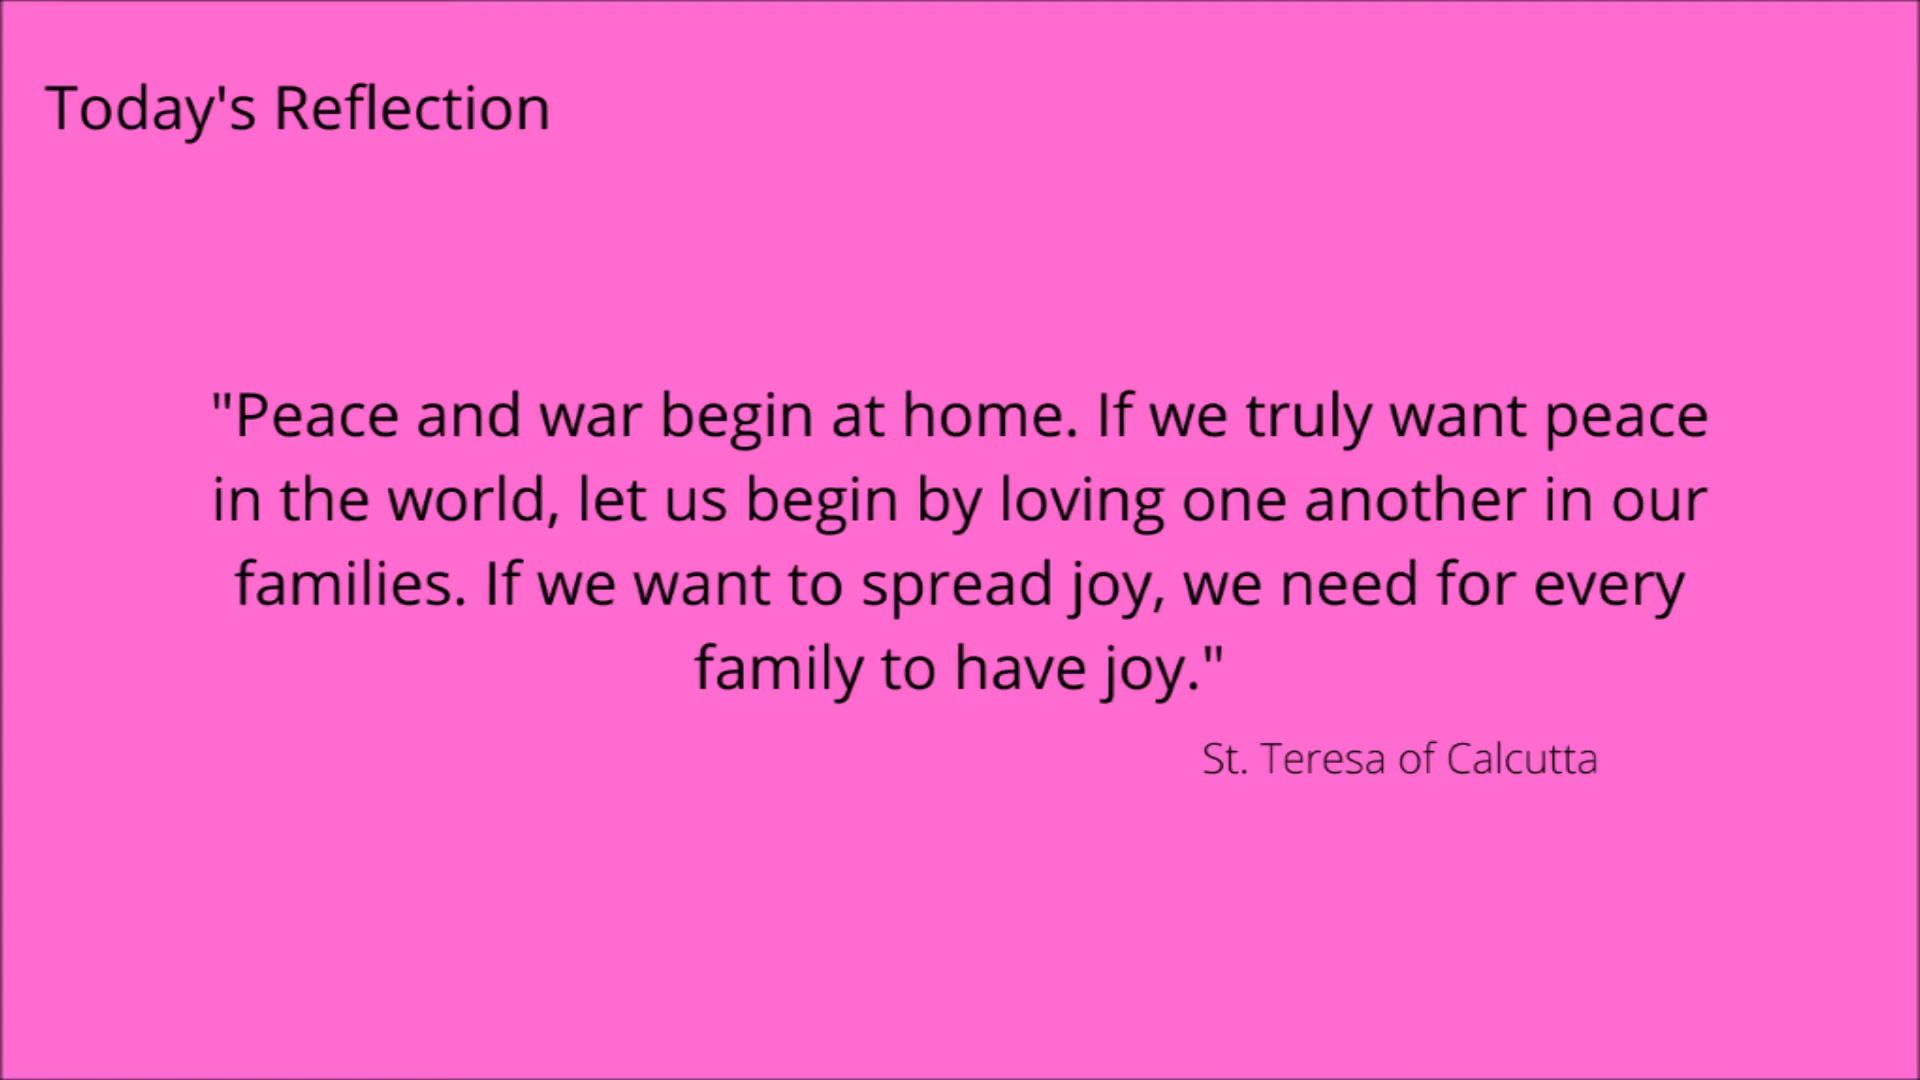 Today's Reflection
"Peace and war begin at home. If we truly want peace
in the world, let us begin by loving one another in our
families. If we want to spread joy, we need for every
family to have joy."
St. Teresa of Calcutta